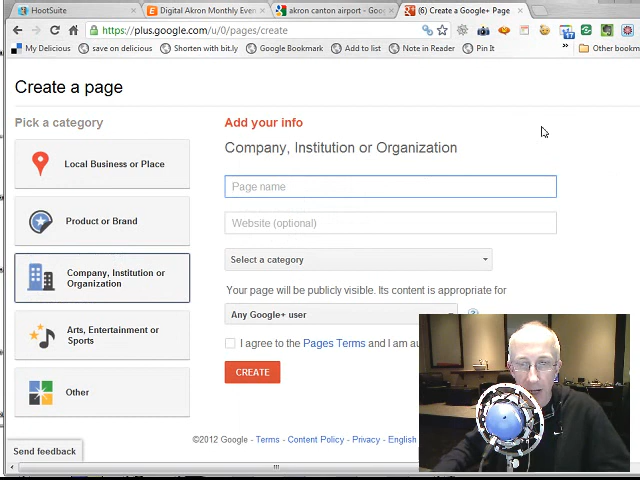 HootSuite
Digital Akron Monthly Even
akron canton airport - Goo
(6) Create a Google+ Page
https://plus.google.com/u/0/pages/create
My Delicious
save on delicious
Shorten with bit.ly
Google Bookmark
Add to list
Note in Reader
Pin It
»
Other bookmar
Create a page
Pick a category
Local Business or Place
Product or Brand
Company, Institution or
Organization
Arts, Entertainment or
Sports
Other
Add your info
Company, Institution or Organization
Page name
Website (optional)
Select a category
Your page will be publicly visible. Its content is appropriate for
Any Google+ user
I agree to the Pages Terms and I am au
CREATE
©2012 Google - Terms - Content Policy - Privacy - English
Send feedback